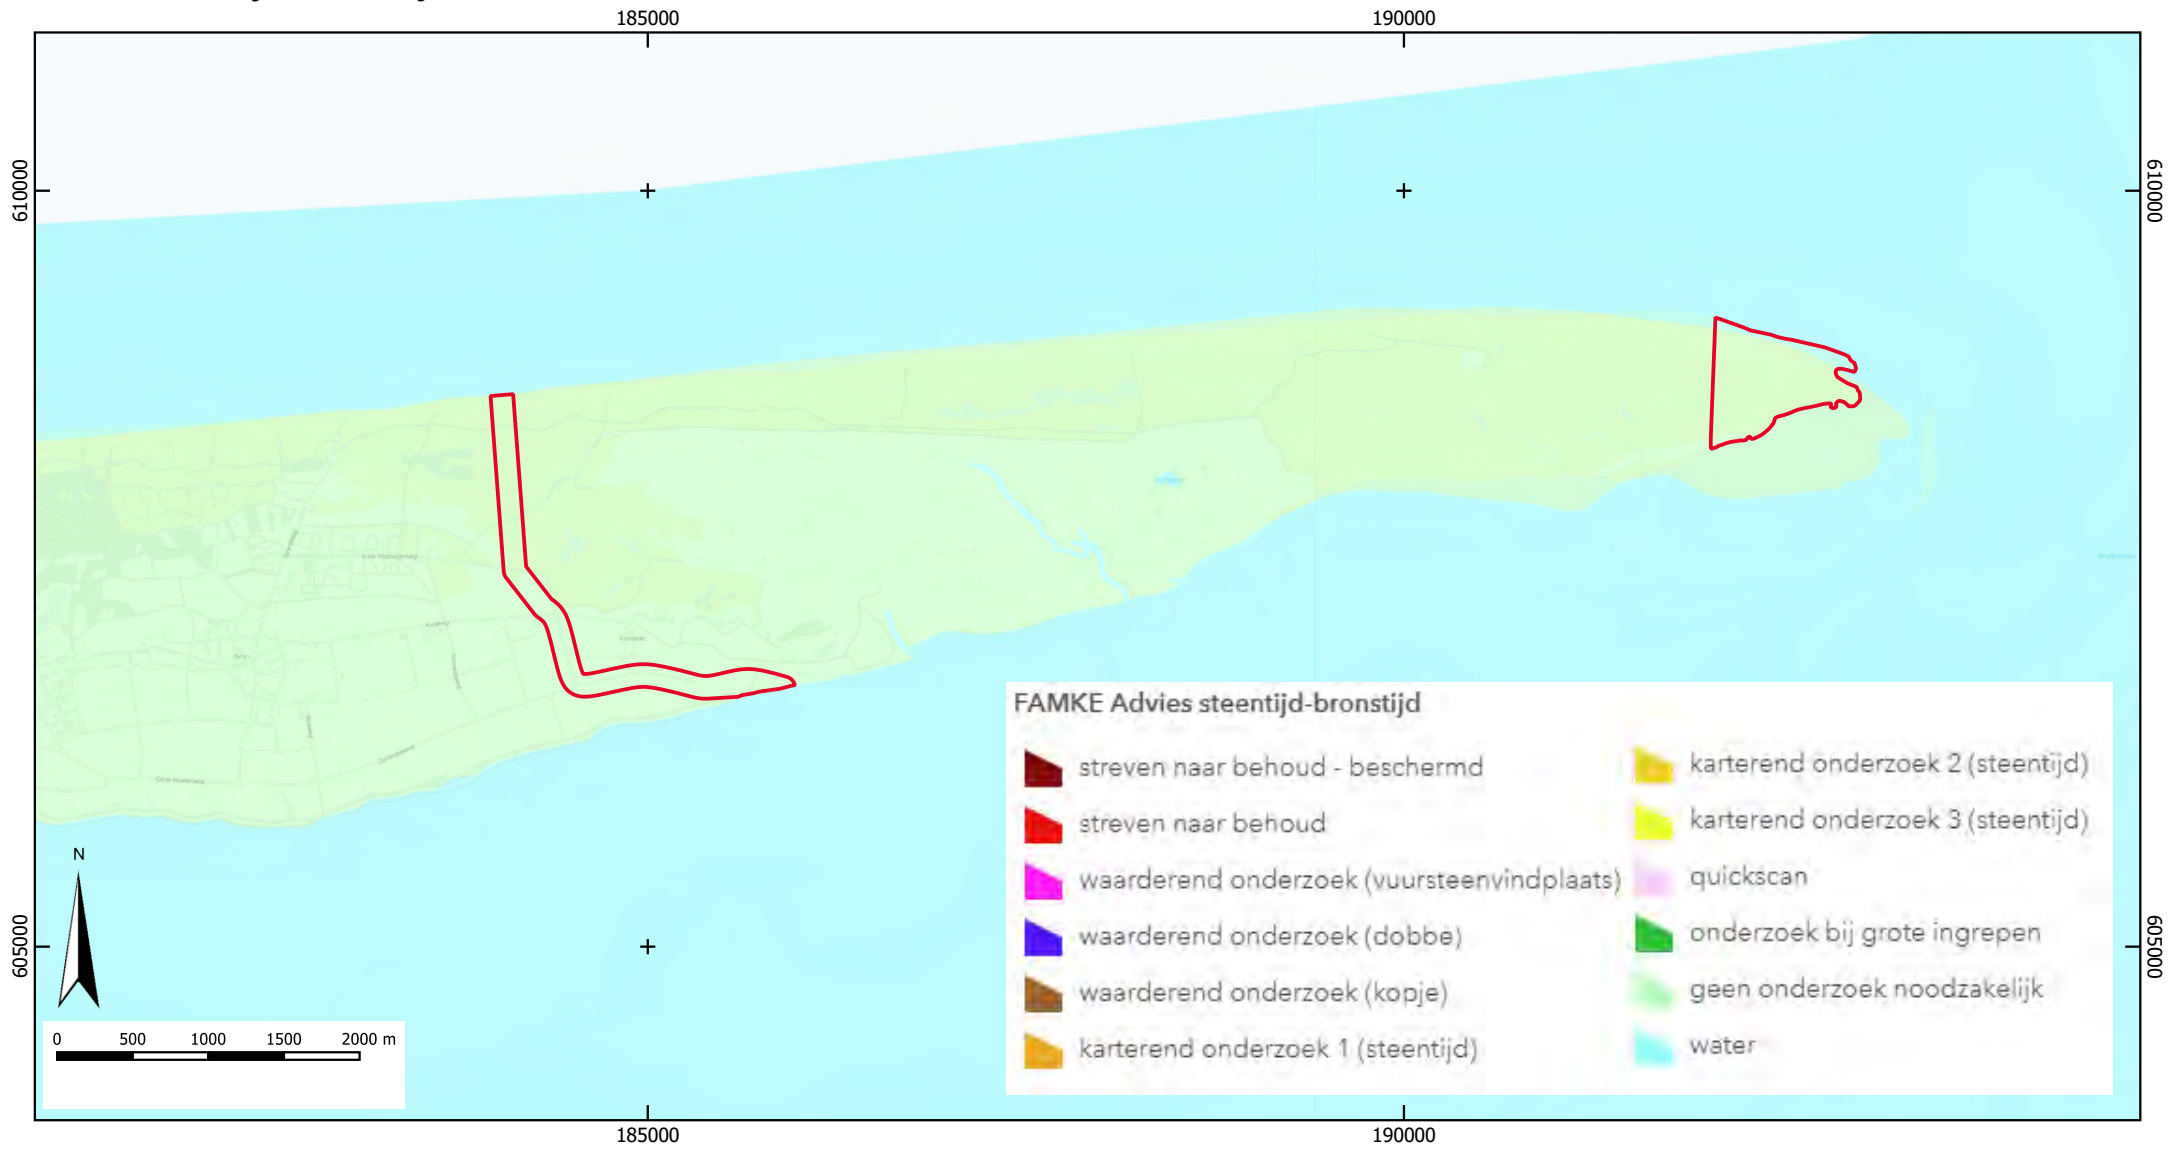 185000
190000
610000
610000
605000
605000
N
0 500 1000 1500 2000 m
FAMKE Advies steentijd-bronstijd
streven naar behoud - beschermd
streven naar behoud
waarderend onderzoek (vuursteenvindplaats)
waarderend onderzoek (dobbe)
waarderend onderzoek (kopje)
karterend onderzoek 1 (steentijd)
karterend onderzoek 2 (steentijd)
karterend onderzoek 3 (steentijd)
quickscan
onderzoek bij grote ingrepen
geen onderzoek noodzakelijk
water
185000
190000